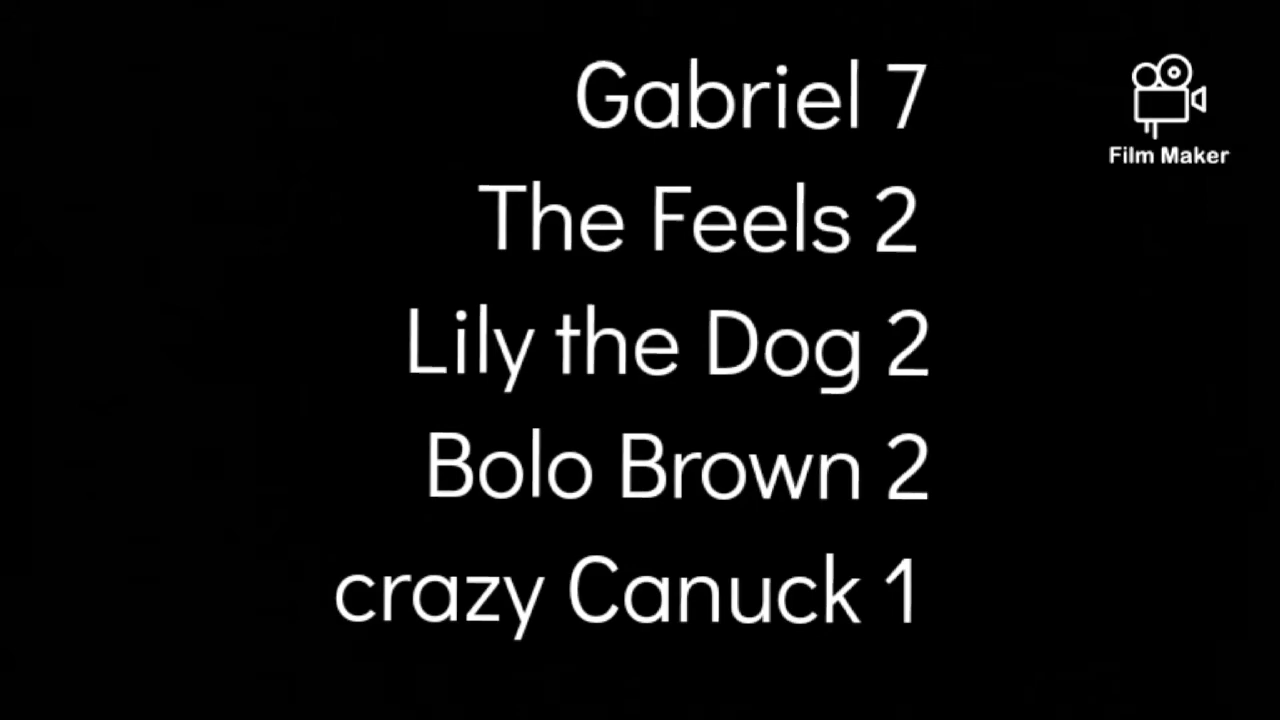 Gabriel 7
Film Maker
The Feels 2
Lily the Dog 2
Bolo Brown 2
crazy Canuck 1